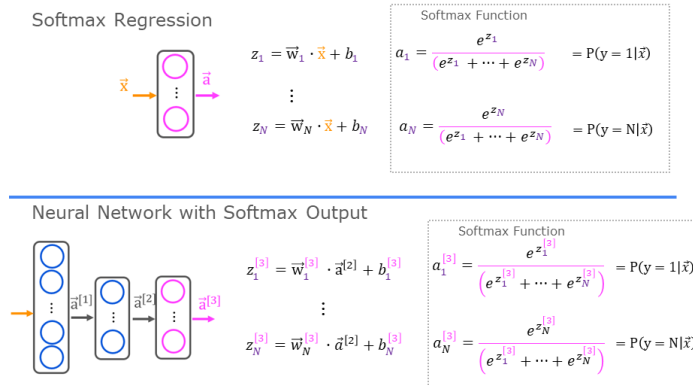 Softmax Regression
Softmax Function
x⃗
a⃗
z₁ = w⃗₁ · x⃗ + b₁
a₁ = e^{z₁} / (e^{z₁} + ⋯ + e^{z_N}) = P(y = 1|x⃗)
⋮
z_N = w⃗_N · x⃗ + b_N
a_N = e^{z_N} / (e^{z₁} + ⋯ + e^{z_N}) = P(y = N|x⃗)
Neural Network with Softmax Output
Softmax Function
a⃗^{[1]}
a⃗^{[2]}
a⃗^{[3]}
z₁^{[3]} = w⃗₁^{[3]} · a⃗^{[2]} + b₁^{[3]}
a₁^{[3]} = e^{z₁^{[3]}} / (e^{z₁^{[3]}} + ⋯ + e^{z_N^{[3]}}) = P(y = 1|x⃗)
⋮
z_N^{[3]} = w⃗_N^{[3]} · a⃗^{[2]} + b_N^{[3]}
a_N^{[3]} = e^{z_N^{[3]}} / (e^{z₁^{[3]}} + ⋯ + e^{z_N^{[3]}}) = P(y = N|x⃗)